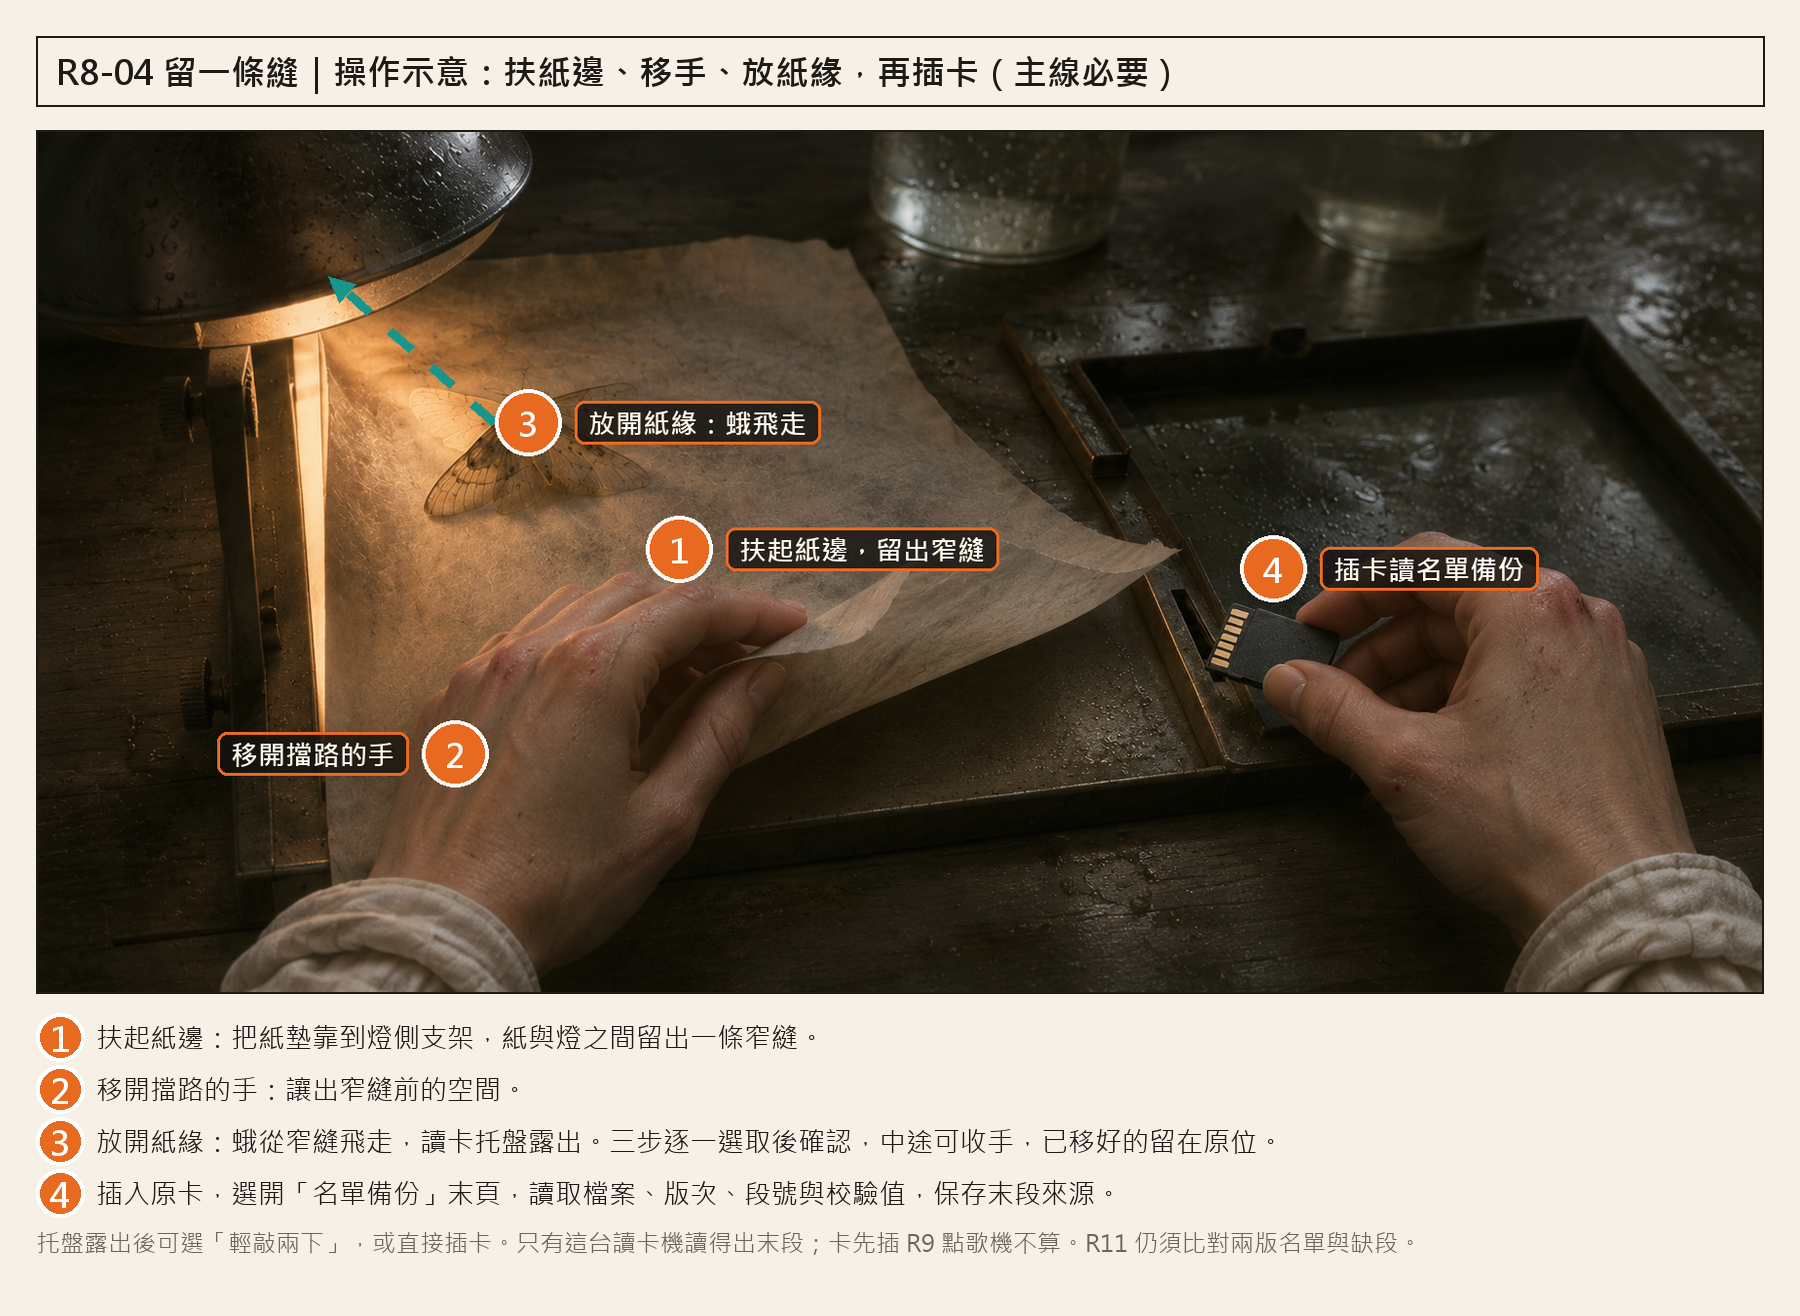 R8-04 留一條縫｜操作示意：扶紙邊、移手、放紙緣，再插卡（主線必要）
3 放開紙緣：蛾飛走
1 扶起紙邊，留出窄縫
4 插卡讀名單備份
移開擋路的手 2
1 扶起紙邊：把紙墊靠到燈側支架，紙與燈之間留出一條窄縫。
2 移開擋路的手：讓出窄縫前的空間。
3 放開紙緣：蛾從窄縫飛走，讀卡托盤露出。三步逐一選取後確認，中途可收手，已移好的留在原位。
4 插入原卡，選開「名單備份」末頁，讀取檔案、版次、段號與校驗值，保存末段來源。
托盤露出後可選「輕敲兩下」，或直接插卡。只有這台讀卡機讀得出末段；卡先插 R9 點歌機不算。R11 仍須比對兩版名單與缺段。